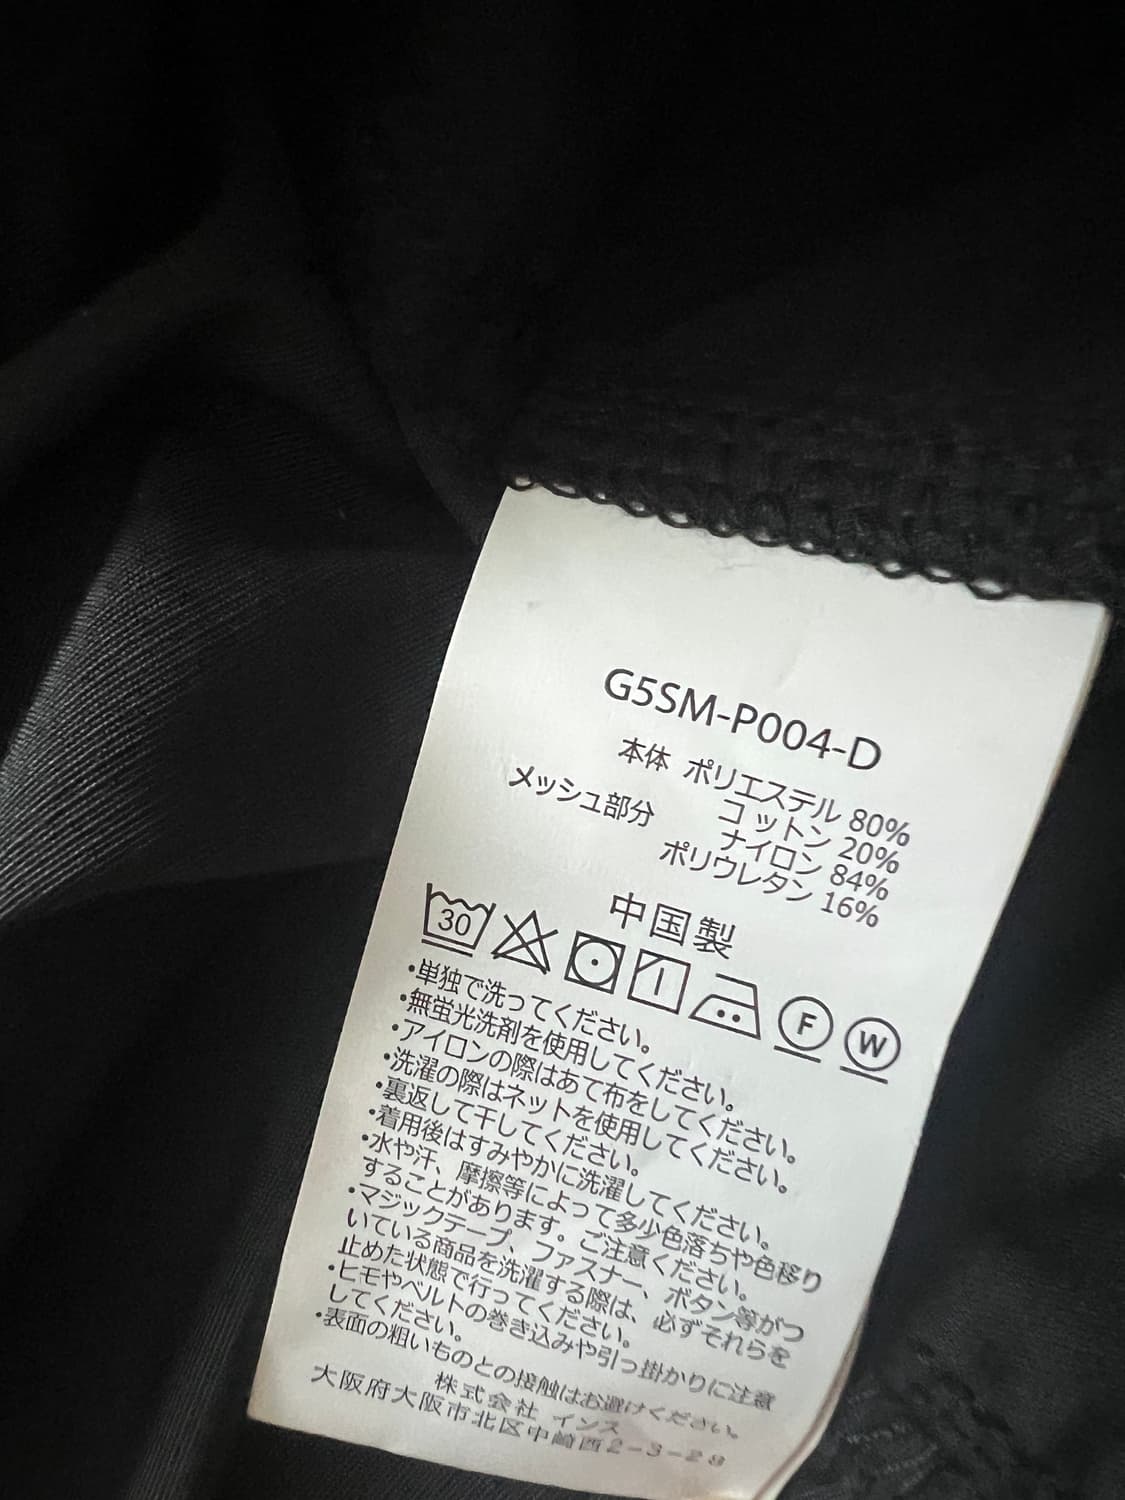 G5SM-P004-D
本体 ポリエステル 80%
コットン 20%
メッシュ部分 ナイロン 84%
ポリウレタン 16%
中国製
30 F W
・単独で洗ってください。
・無蛍光洗剤を使用してください。
・アイロンの際はあて布をしてください。
・洗濯の際はネットを使用してください。
・裏返して干してください。
・着用後はすみやかに洗濯してください。
・水や汗、摩擦等によって多少色落ちや色移り
することがあります。ご注意ください。
・マジックテープ、ファスナー、ボタン等がつ
いている商品を洗濯する際は、必ずそれらを
止めた状態で行ってください。
・ヒモやベルトの巻き込みや引っ掛かりに注意
してください。
・表面の粗いものとの接触はお避けください。
株式会社 インス
大阪府大阪市北区中崎西2-3-29